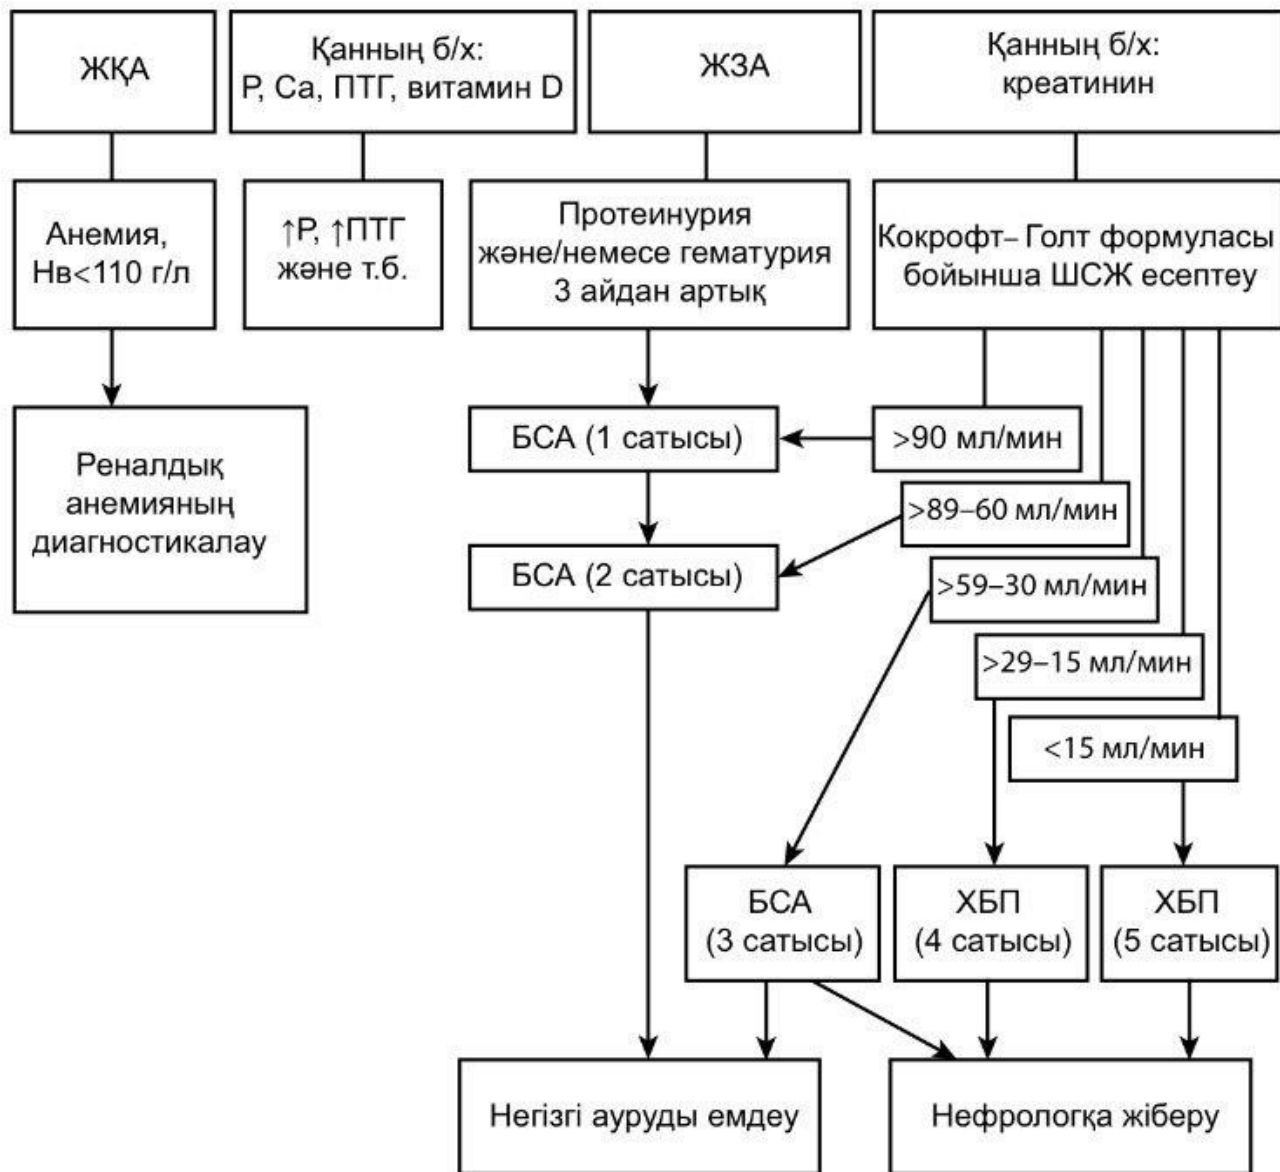 ЖҚА
Қанның б/х:
Р, Са, ПТГ, витамин D
ЖЗА
Қанның б/х:
креатинин
Анемия,
Нв<110 г/л
↑Р, ↑ПТГ
және т.б.
Протеинурия
және/немесе гематурия
3 айдан артық
Кокрофт– Голт формуласы
бойынша ШСЖ есептеу
Реналдық
анемияның
диагностикалау
БСА (1 сатысы)
>90 мл/мин
>89–60 мл/мин
БСА (2 сатысы)
>59–30 мл/мин
>29–15 мл/мин
<15 мл/мин
БСА
(3 сатысы)
ХБП
(4 сатысы)
ХБП
(5 сатысы)
Негізгі ауруды емдеу
Нефрологқа жіберу